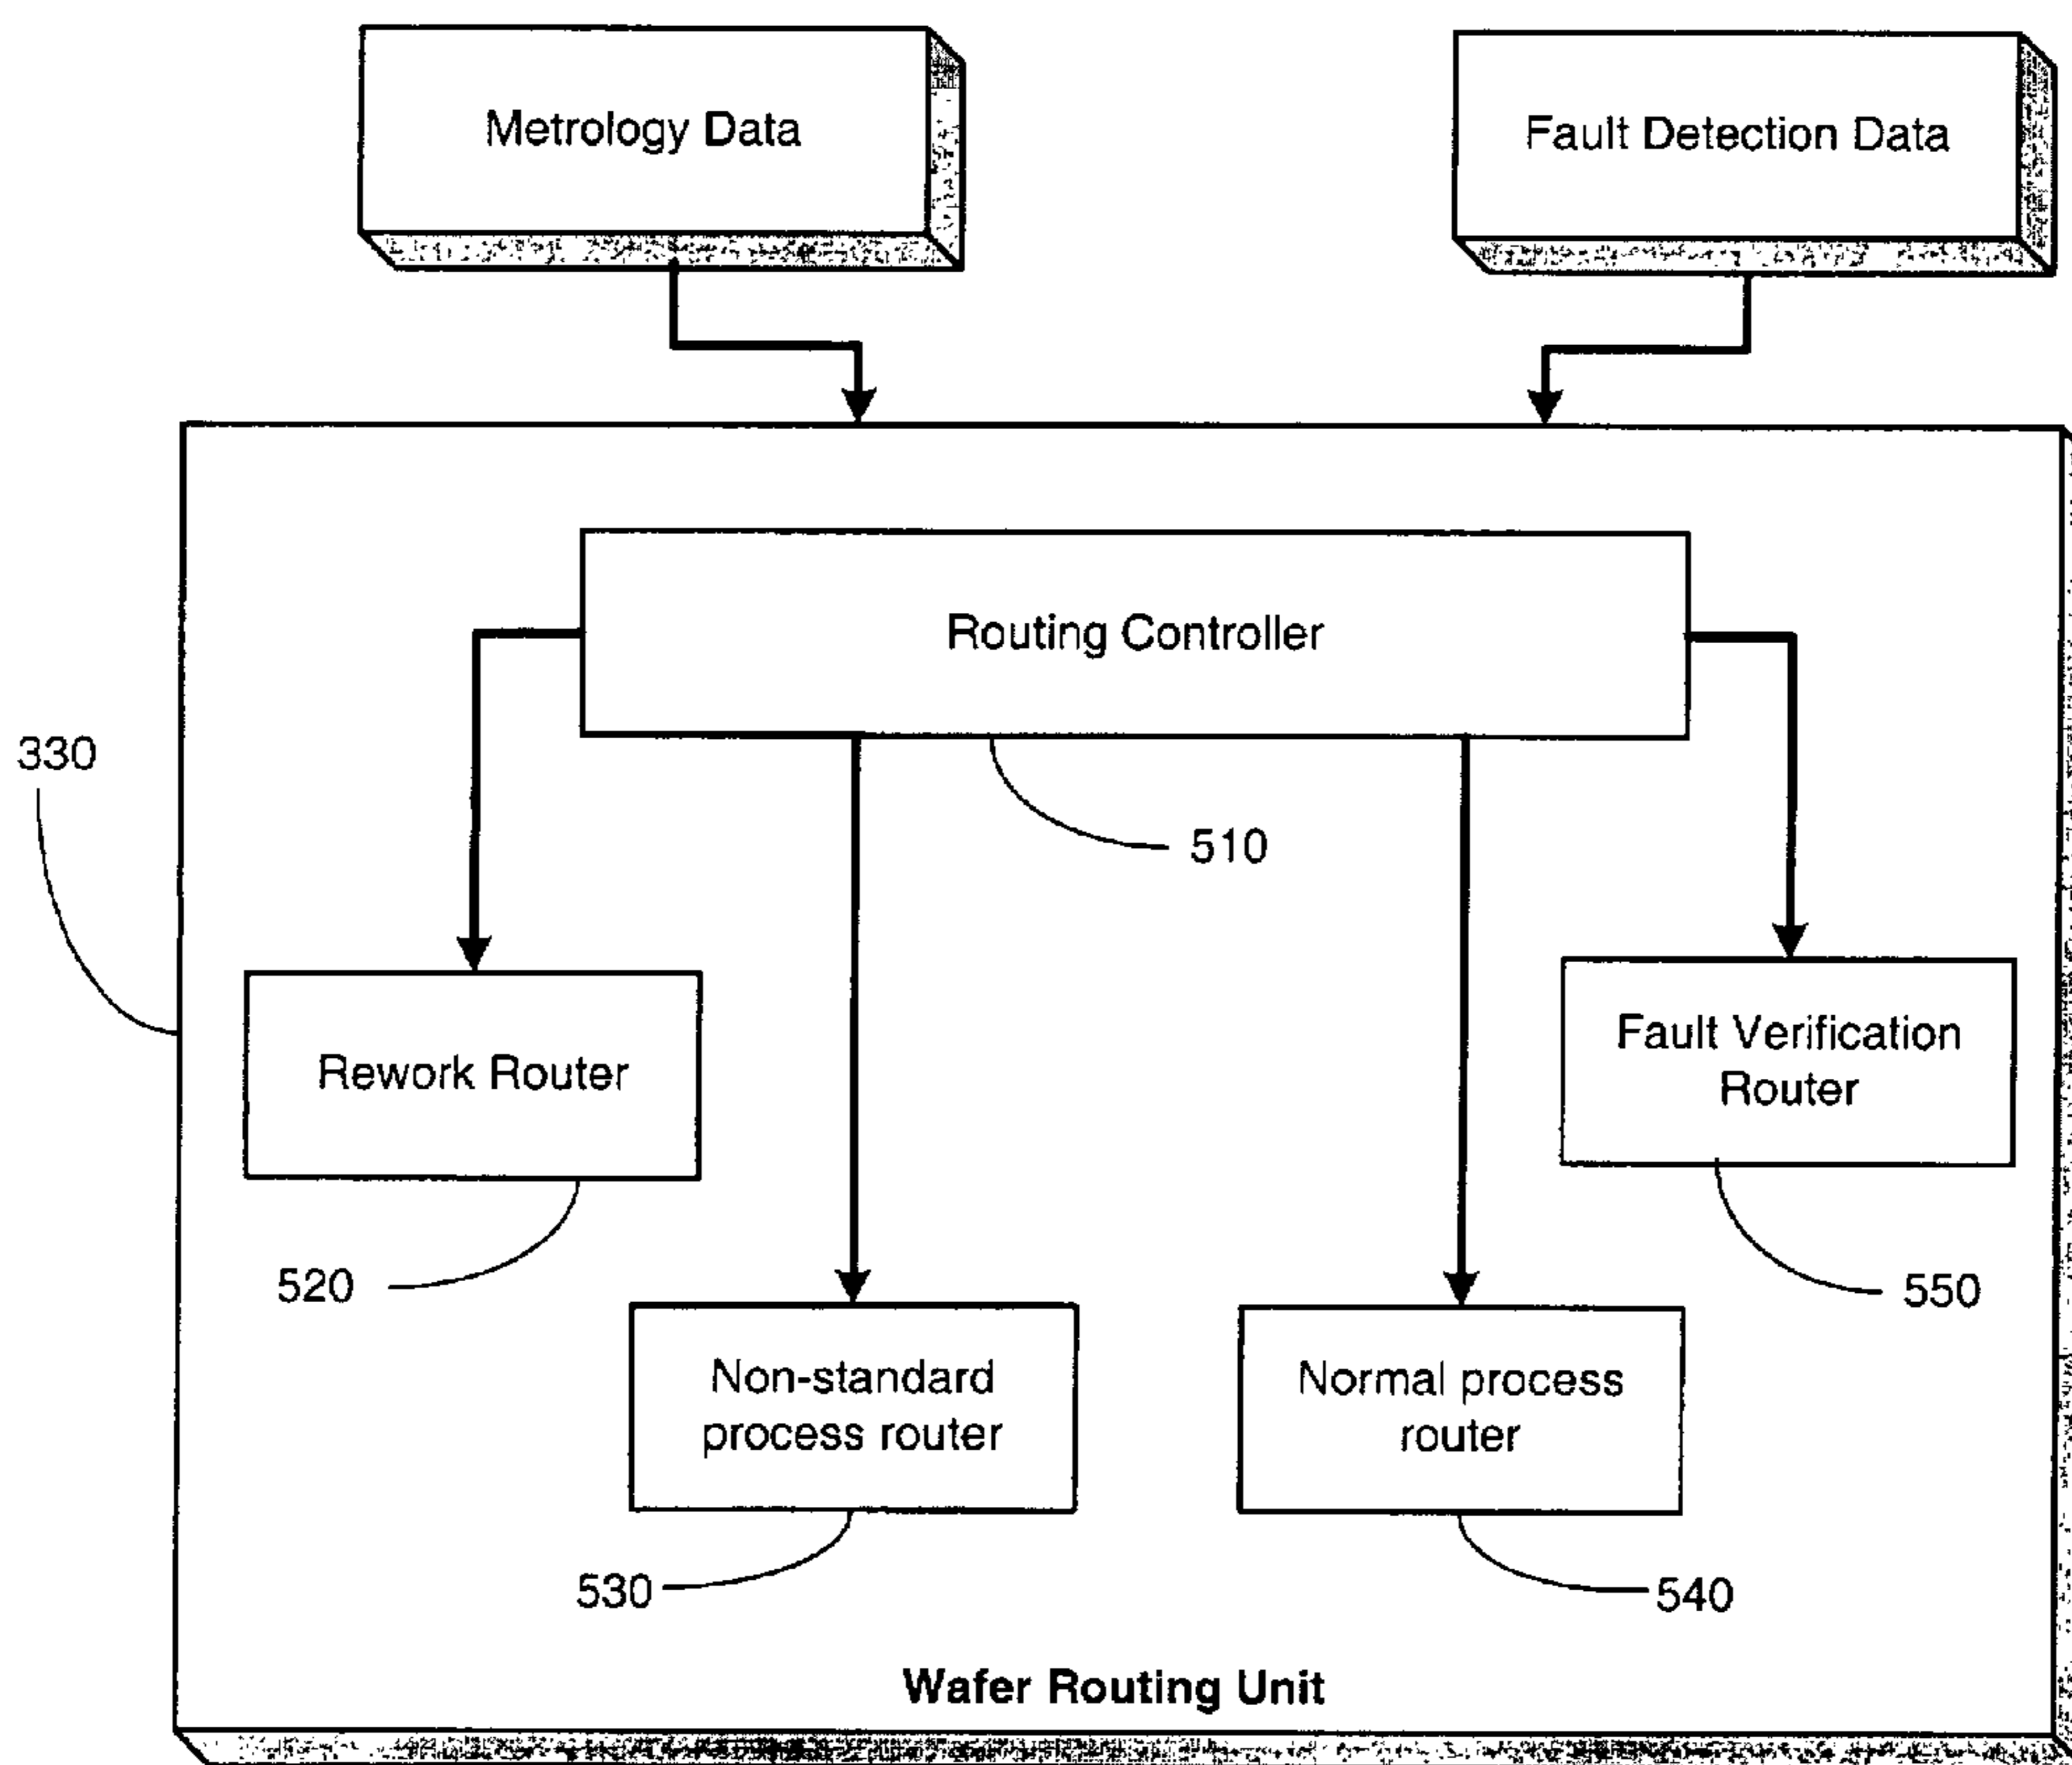 Metrology Data
Fault Detection Data
Routing Controller
330
510
Rework Router
Fault Verification
Router
520
550
Non-standard
process router
Normal process
router
530
540
Wafer Routing Unit